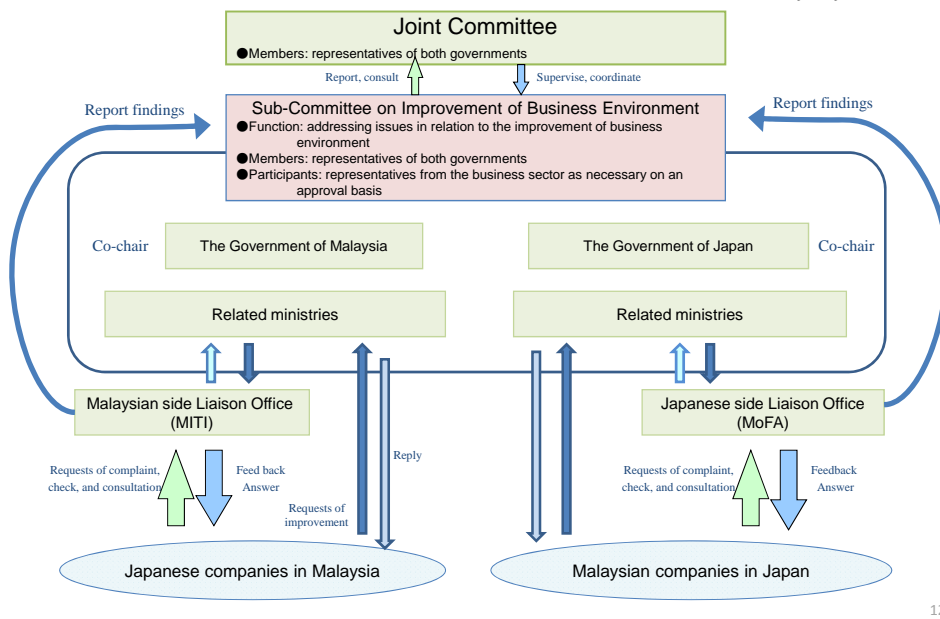 Joint Committee
●Members: representatives of both governments
Report, consult
Supervise, coordinate
Report findings
Report findings
Sub-Committee on Improvement of Business Environment
●Function: addressing issues in relation to the improvement of business
environment
●Members: representatives of both governments
●Participants: representatives from the business sector as necessary on an
approval basis
Co-chair
The Government of Malaysia
The Government of Japan
Co-chair
Related ministries
Related ministries
Malaysian side Liaison Office
(MITI)
Japanese side Liaison Office
(MoFA)
Requests of complaint,
check, and consultation
Feed back
Answer
Reply
Requests of
improvement
Requests of complaint,
check, and consultation
Feedback
Answer
Japanese companies in Malaysia
Malaysian companies in Japan